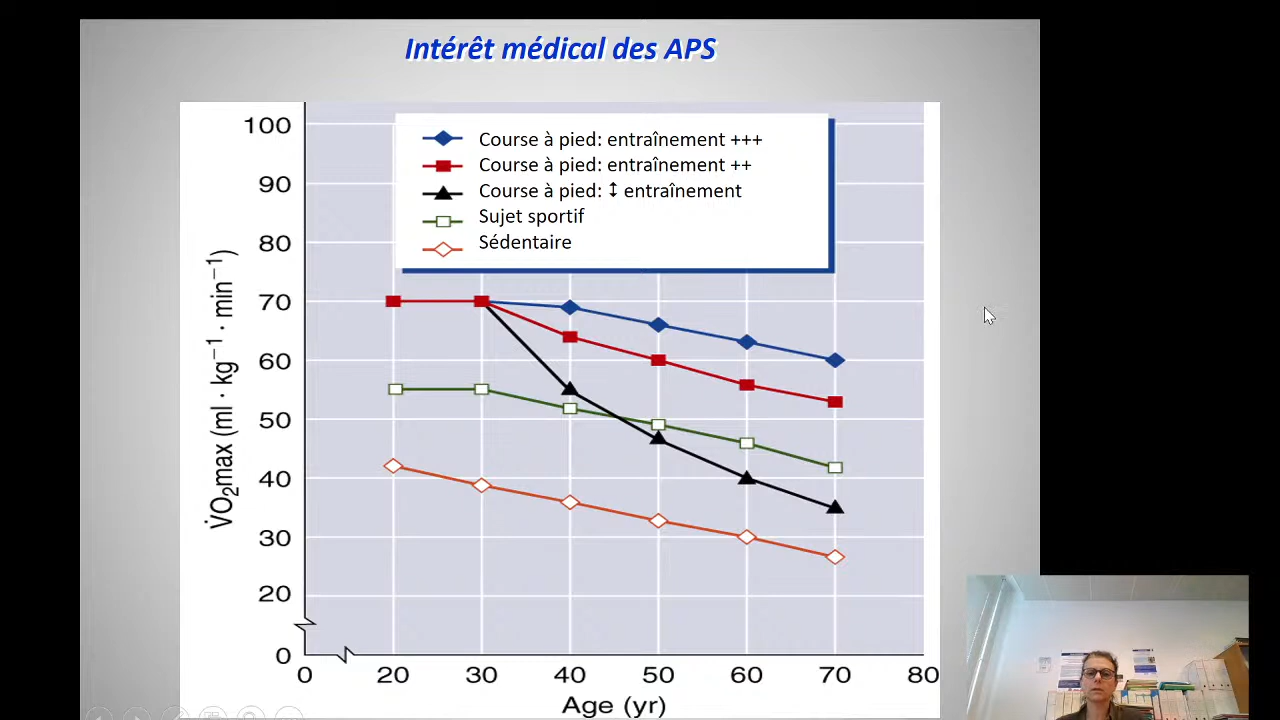 Intérêt médical des APS
Course à pied: entraînement +++
Course à pied: entraînement ++
Course à pied: ↕ entraînement
Sujet sportif
Sédentaire
100
90
80
70
60
50
40
30
20
0
V̇O₂max (ml · kg⁻¹ · min⁻¹)
0 20 30 40 50 60 70 80
Age (yr)